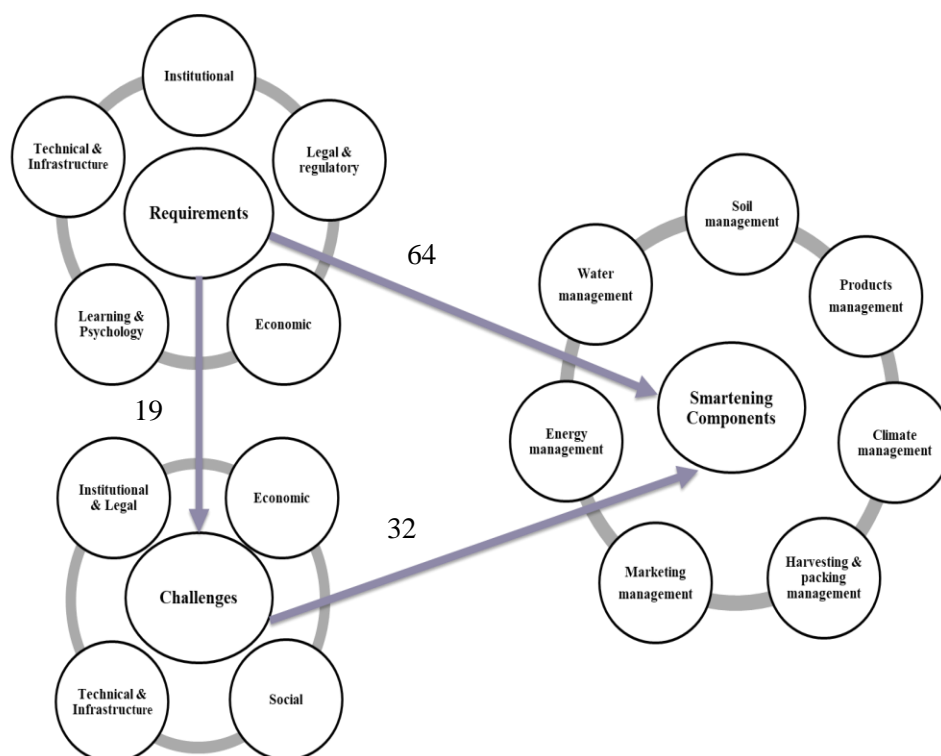 Institutional
Technical &
Infrastructure
Legal &
regulatory
Requirements
Learning &
Psychology
Economic
64
19
Soil
management
Water
management
Products
management
Smartening
Components
Energy
management
Climate
management
Marketing
management
Harvesting &
packing
management
Institutional
& Legal
Economic
32
Challenges
Technical &
Infrastructure
Social